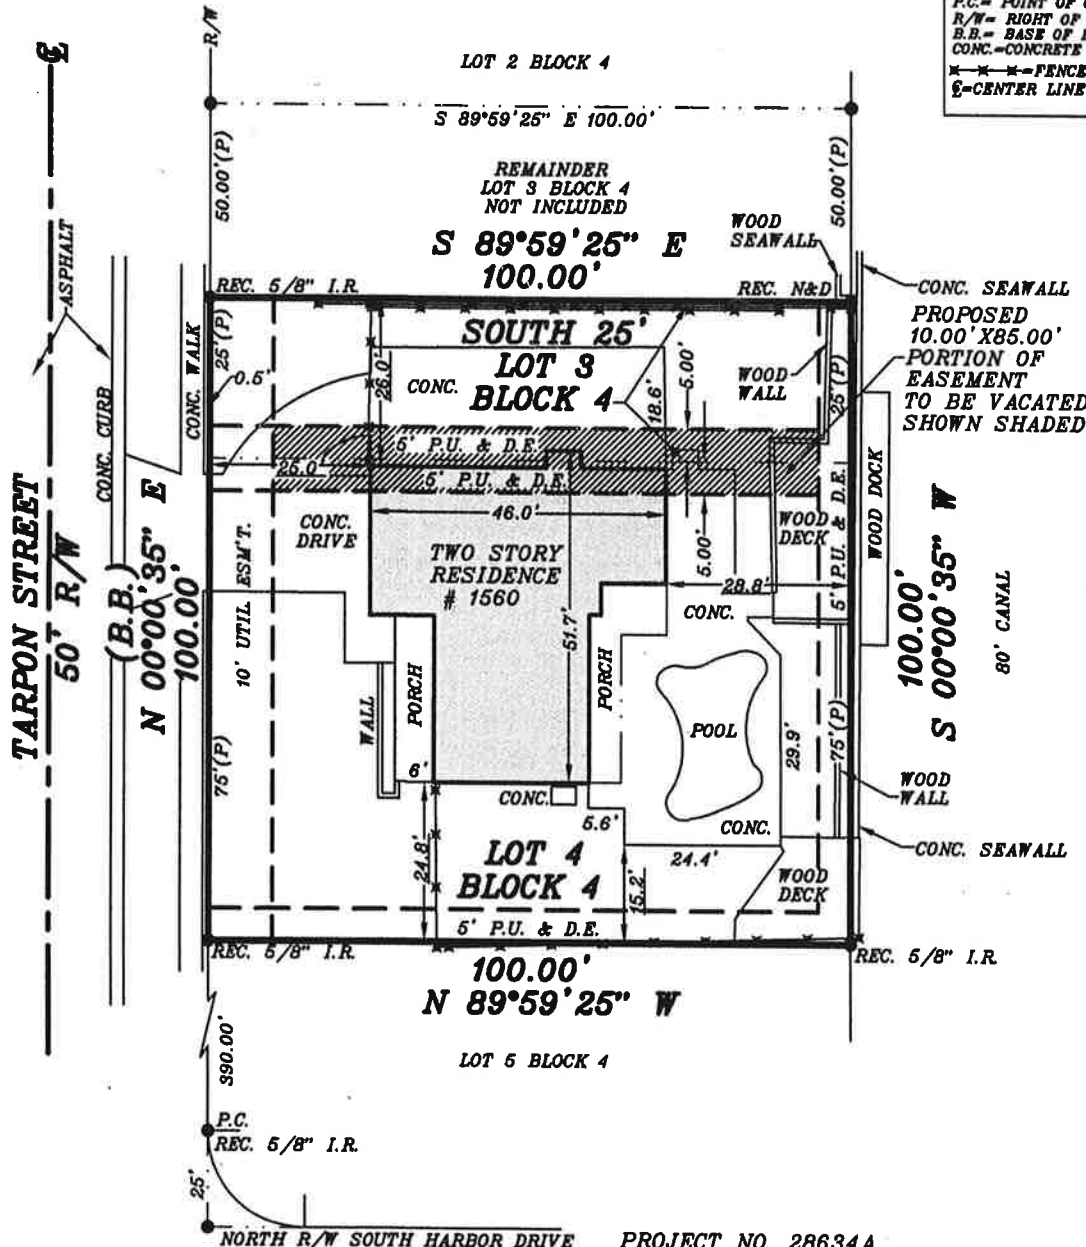 P.C.= POINT OF
R/W= RIGHT OF
B.B.= BASE OF
CONC.=CONCRETE
=FENCE
℄=CENTER LINE
℄
R/W
LOT 2 BLOCK 4
S 89°59'25" E 100.00'
50.00'(P)
50.00'(P)
REMAINDER
LOT 3 BLOCK 4
NOT INCLUDED
S 89°59'25" E
100.00'
WOOD
SEAWALL
ASPHALT
REC. 5/8" I.R.
REC. N&D
CONC. SEAWALL
PROPOSED
10.00'X85.00'
PORTION OF
EASEMENT
TO BE VACATED
SHOWN SHADED
SOUTH 25'
LOT 3
BLOCK 4
CONC.
26.0'
18.6'
5.00'
WOOD
WALL
25'(P)
25'(P)
0.5'
CONC. WALK
CONC. CURB
5' P.U. & D.E.
25.0'
5' P.U. & D.E.
46.0'
CONC.
DRIVE
TWO STORY
RESIDENCE
# 1560
5.00'
28.8'
WOOD
DECK
5' P.U. & D.E.
WOOD DOCK
TARPON STREET
50' R/W
(B.B.)
N 00°00'35" E
100.00'
10' UTIL ESM'T.
51.7'
CONC.
100.00'
S 00°00'35" W
80' CANAL
WALL
PORCH
PORCH
POOL
29.9'
75'(P)
75'(P)
WOOD
WALL
6'
CONC.
5.6'
CONC.
CONC. SEAWALL
24.8'
LOT 4
BLOCK 4
24.4'
15.2'
WOOD
DECK
5' P.U. & D.E.
REC. 5/8" I.R.
REC. 5/8" I.R.
100.00'
N 89°59'25" W
LOT 5 BLOCK 4
390.00'
P.C.
REC. 5/8" I.R.
25'
NORTH R/W SOUTH HARBOR DRIVE
PROJECT NO. 28634A